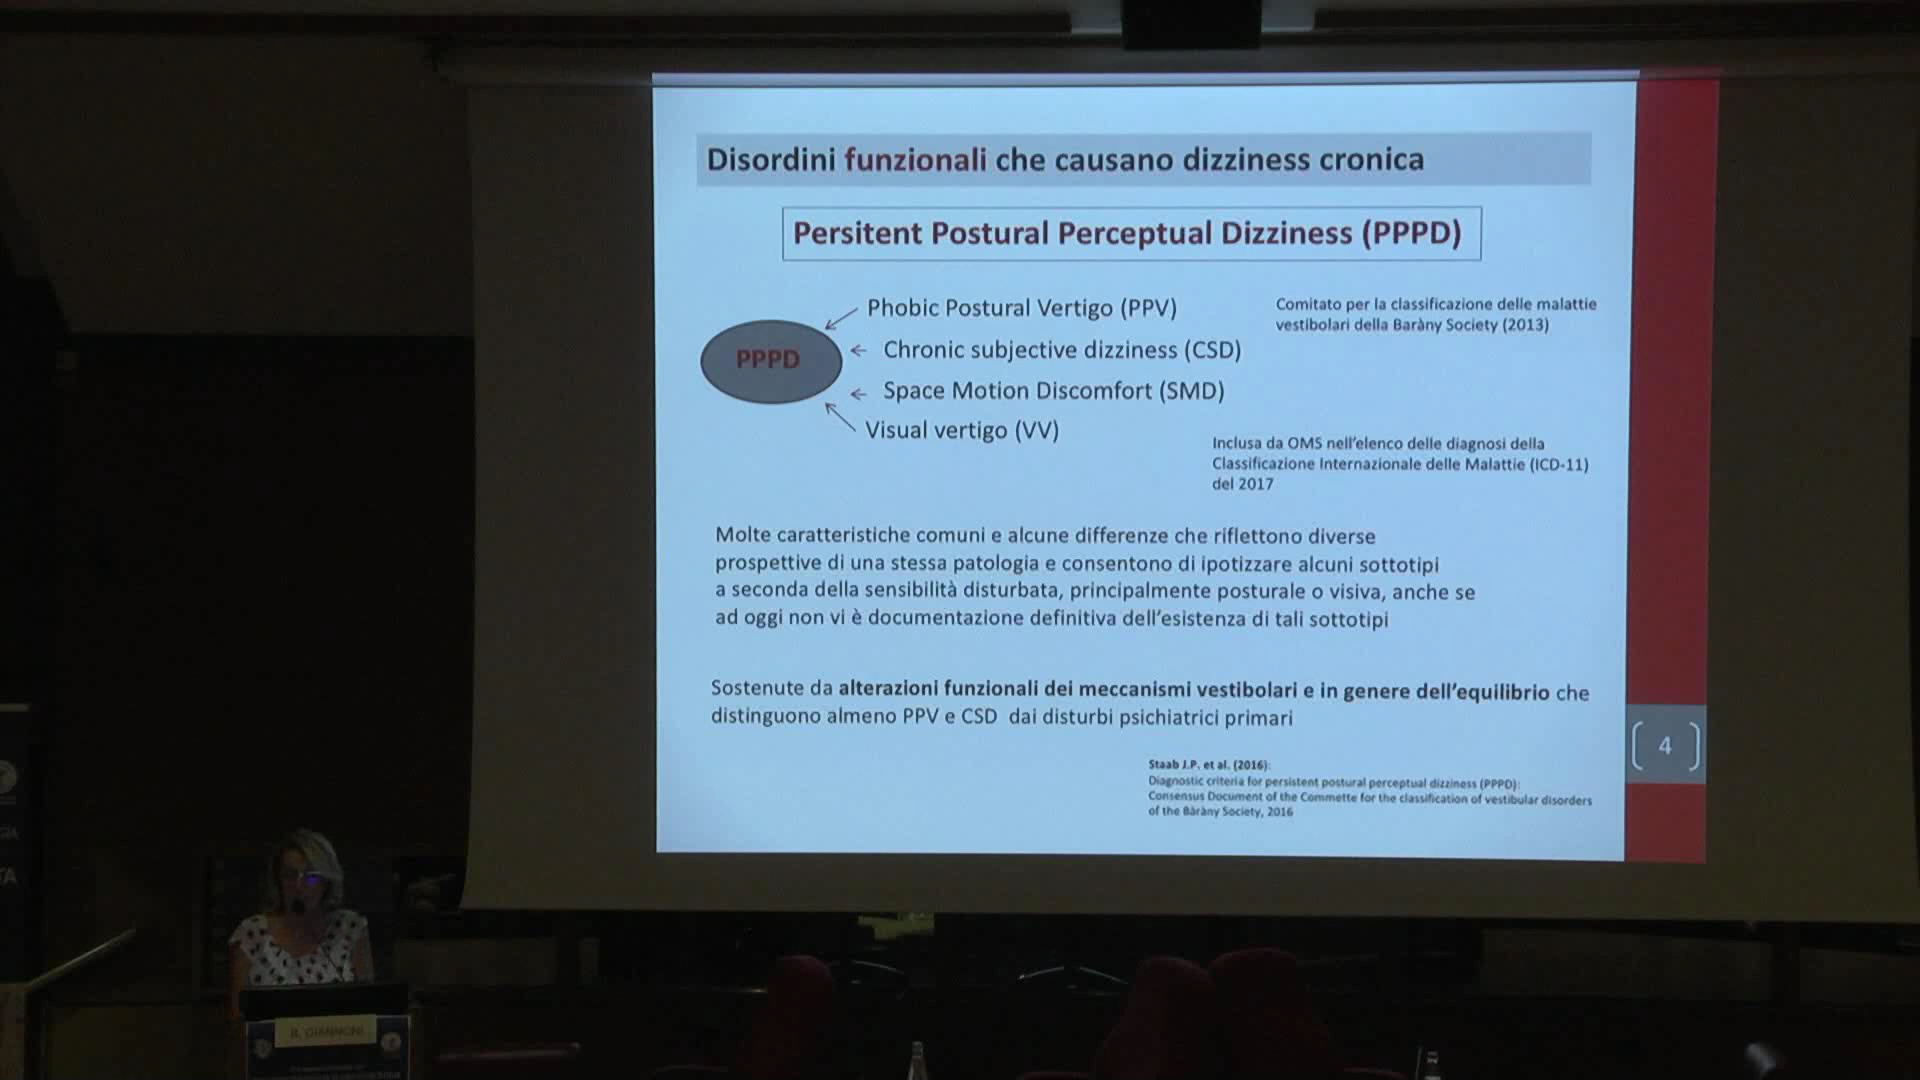 Disordini funzionali che causano dizziness cronica
Persitent Postural Perceptual Dizziness (PPPD)
Phobic Postural Vertigo (PPV)
Comitato per la classificazione delle malattie
vestibolari della Baràny Society (2013)
PPPD
Chronic subjective dizziness (CSD)
Space Motion Discomfort (SMD)
Visual vertigo (VV)
Inclusa da OMS nell'elenco delle diagnosi della
Classificazione Internazionale delle Malattie (ICD-11)
del 2017
Molte caratteristiche comuni e alcune differenze che riflettono diverse
prospettive di una stessa patologia e consentono di ipotizzare alcuni sottotipi
a seconda della sensibilità disturbata, principalmente posturale o visiva, anche se
ad oggi non vi è documentazione definitiva dell'esistenza di tali sottotipi
Sostenute da alterazioni funzionali dei meccanismi vestibolari e in genere dell'equilibrio che
distinguono almeno PPV e CSD dai disturbi psichiatrici primari
4
Staab J.P. et al. (2016):
Diagnostic criteria for persistent postural perceptual dizziness (PPPD):
Consensus Document of the Commette for the classification of vestibular disorders
of the Bàràny Society, 2016
GIANNONI